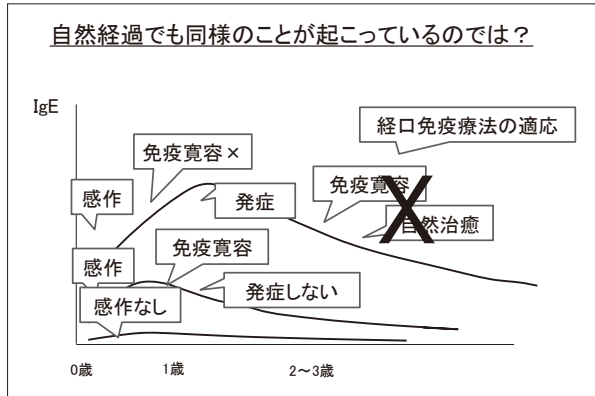 自然経過でも同様のことが起こっているのでは？
IgE
経口免疫療法の適応
免疫寛容×
免疫寛容
感作
発症
自然治癒
X
免疫寛容
感作
発症しない
感作なし
0歳
1歳
2～3歳